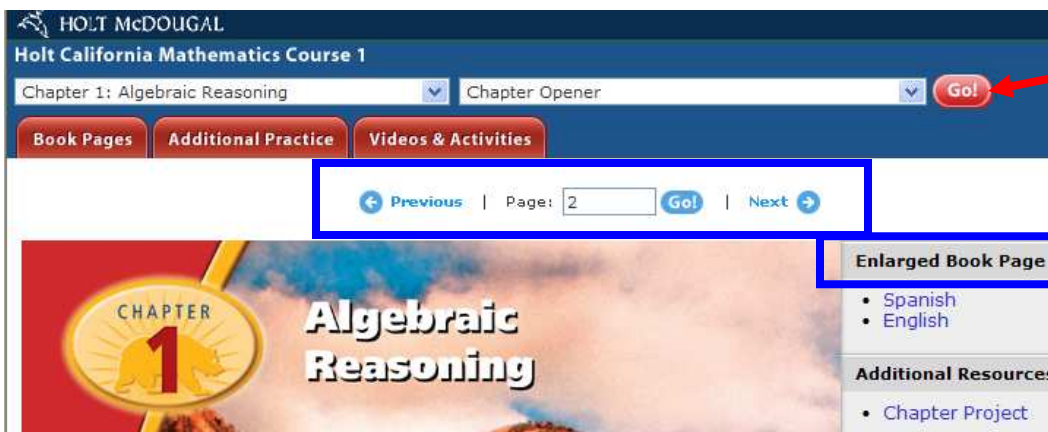 HOLT McDOUGAL
Holt California Mathematics Course 1
Chapter 1: Algebraic Reasoning Chapter Opener Go!
Book Pages Additional Practice Videos & Activities
Previous | Page: 2 Go! | Next
Enlarged Book Page
• Spanish
• English
CHAPTER
1
Algebraic
Reasoning
Additional Resources
• Chapter Project